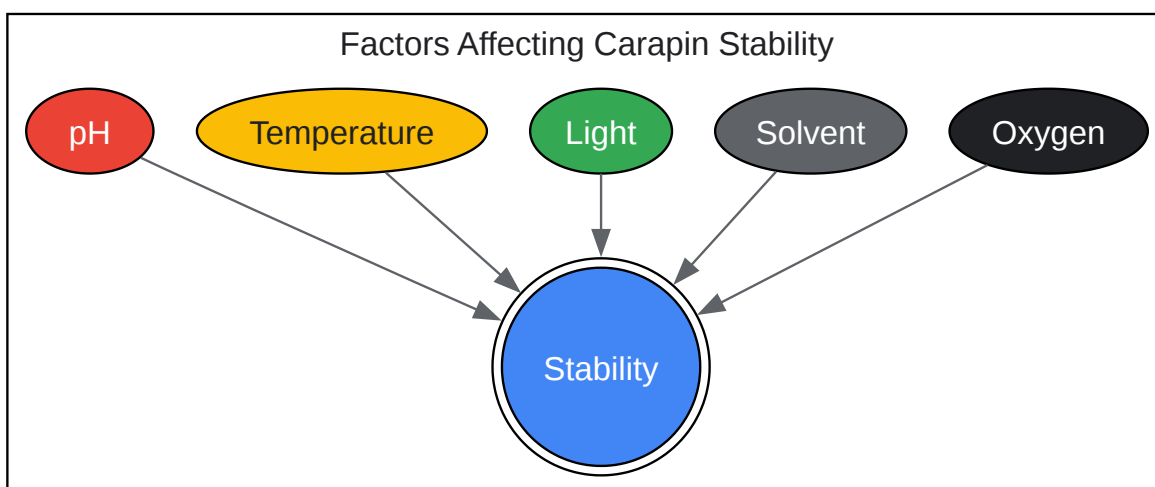 Factors Affecting Carapin Stability
pH
Temperature
Light
Solvent
Oxygen
Stability